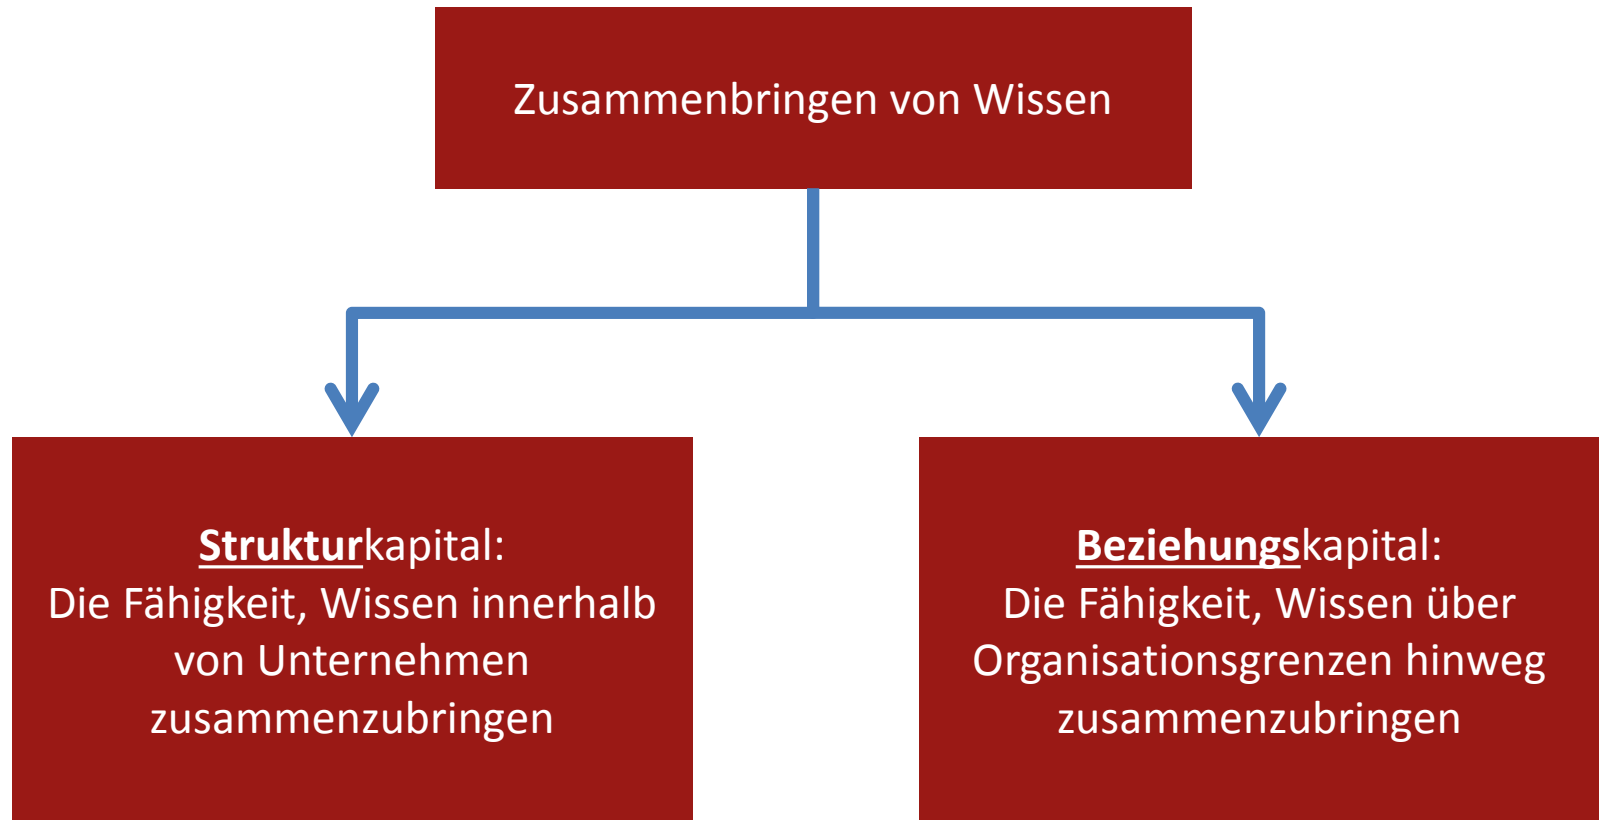 Zusammenbringen von Wissen
Strukturkapital:
Die Fähigkeit, Wissen innerhalb
von Unternehmen
zusammenzubringen
Beziehungskapital:
Die Fähigkeit, Wissen über
Organisationsgrenzen hinweg
zusammenzubringen